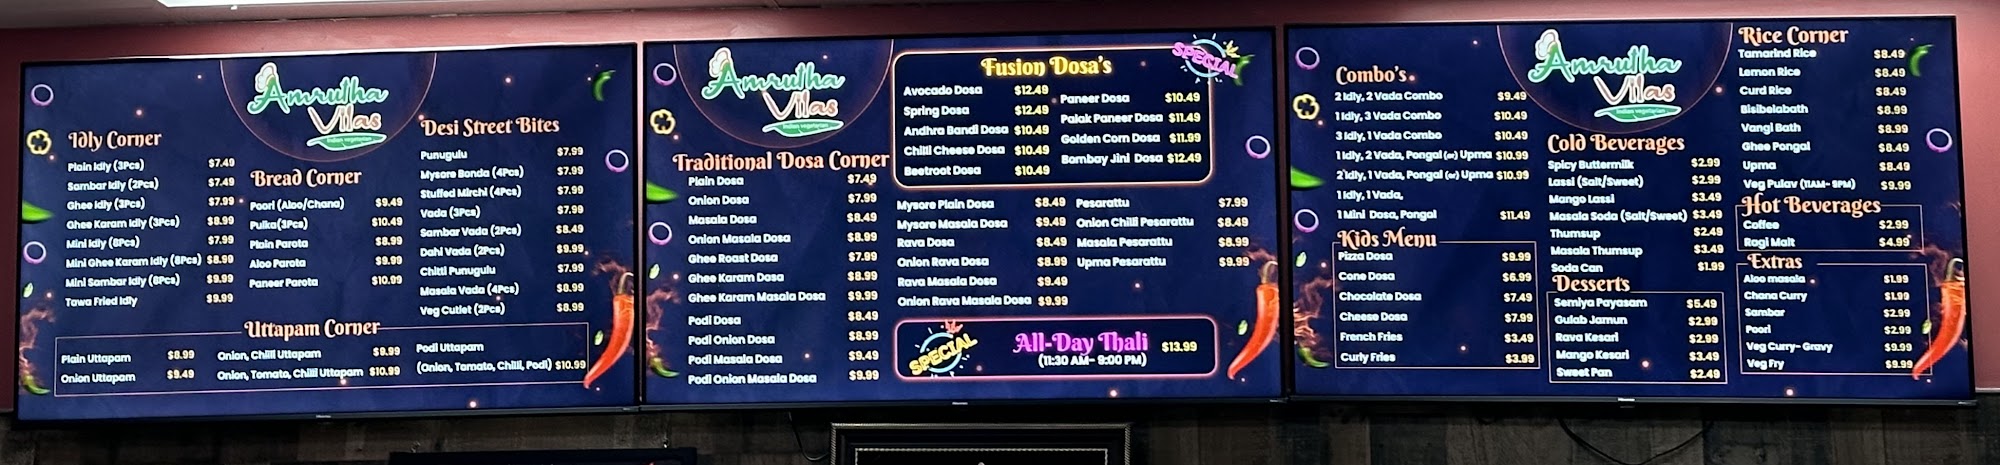 Amrutha
Vilas
Indian vegetarian
Idly Corner
Plain Idly (3Pcs) $7.49
Sambar Idly (2Pcs) $7.49
Ghee Idly (3Pcs) $7.99
Ghee Karam Idly (3Pcs) $8.99
Mini Idly (8Pcs) $7.99
Mini Ghee Karam Idly (8Pcs) $8.99
Mini Sambar Idly (8Pcs) $9.99
Tawa Fried Idly $9.99
Bread Corner
Poori (Aloo/Chana) $9.49
Pulka(3Pcs) $10.49
Plain Parota $8.99
Aloo Parota $9.99
Paneer Parota $10.99
Desi Street Bites
Punugulu $7.99
Mysore Bonda (4Pcs) $7.99
Stuffed Mirchi (4Pcs) $7.99
Vada (3Pcs) $7.99
Sambar Vada (2Pcs) $8.49
Dahi Vada (2Pcs) $9.99
Chitti Punugulu $7.99
Masala Vada (4Pcs) $8.99
Veg Cutlet (2Pcs) $8.99
Uttapam Corner
Plain Uttapam $8.99
Onion Uttapam $9.49
Onion, Chilli Uttapam $9.99
Onion, Tomato, Chilli Uttapam $10.99
Podi Uttapam
(Onion, Tomato, Chilli, Podi) $10.99
Amrutha
Vilas
Indian vegetarian
Traditional Dosa Corner
Plain Dosa $7.49
Onion Dosa $7.99
Masala Dosa $8.49
Onion Masala Dosa $8.99
Ghee Roast Dosa $7.99
Ghee Karam Dosa $8.99
Ghee Karam Masala Dosa $9.99
Podi Dosa $8.49
Podi Onion Dosa $8.99
Podi Masala Dosa $9.49
Podi Onion Masala Dosa $9.99
Fusion Dosa's
SPECIAL
Avocado Dosa $12.49
Spring Dosa $12.49
Andhra Bandi Dosa $10.49
Chilli Cheese Dosa $10.49
Beetroot Dosa $10.49
Paneer Dosa $10.49
Palak Paneer Dosa $11.49
Golden Corn Dosa $11.99
Bombay Jini Dosa $12.49
Mysore Plain Dosa $8.49
Mysore Masala Dosa $9.49
Rava Dosa $8.49
Onion Rava Dosa $8.99
Rava Masala Dosa $9.49
Onion Rava Masala Dosa $9.99
Pesarattu $7.99
Onion Chilli Pesarattu $8.49
Masala Pesarattu $8.99
Upma Pesarattu $9.99
SPECIAL
All-Day Thali $13.99
(11:30 AM- 9:00 PM)
Amrutha
Vilas
Indian vegetarian
Combo's
2 Idly, 2 Vada Combo $9.49
1 Idly, 3 Vada Combo $10.49
3 Idly, 1 Vada Combo $10.49
1 Idly, 2 Vada, Pongal (or) Upma $10.99
2 Idly, 1 Vada, Pongal (or) Upma $10.99
1 Idly, 1 Vada,
1 Mini Dosa, Pongal $11.49
Kids Menu
Pizza Dosa $9.99
Cone Dosa $6.99
Chocolate Dosa $7.49
Cheese Dosa $7.99
French Fries $3.49
Curly Fries $3.99
Cold Beverages
Spicy Buttermilk $2.99
Lassi (Salt/Sweet) $2.99
Mango Lassi $3.49
Masala Soda (Salt/Sweet) $3.49
Thumsup $2.49
Masala Thumsup $3.49
Soda Can $1.99
Desserts
Semiya Payasam $5.49
Gulab Jamun $2.99
Rava Kesari $2.99
Mango Kesari $3.49
Sweet Pan $2.49
Rice Corner
Tamarind Rice $8.49
Lemon Rice $8.49
Curd Rice $8.49
Bisibelabath $8.99
Vangi Bath $8.99
Ghee Pongal $8.99
Upma $8.49
Veg Pulav (11AM- 9PM) $9.99
Hot Beverages
Coffee $2.99
Ragi Malt $4.99
Extras
Aloo masala $1.99
Chana Curry $1.99
Sambar $2.99
Poori $2.99
Veg Curry- Gravy $9.99
Veg Fry $9.99